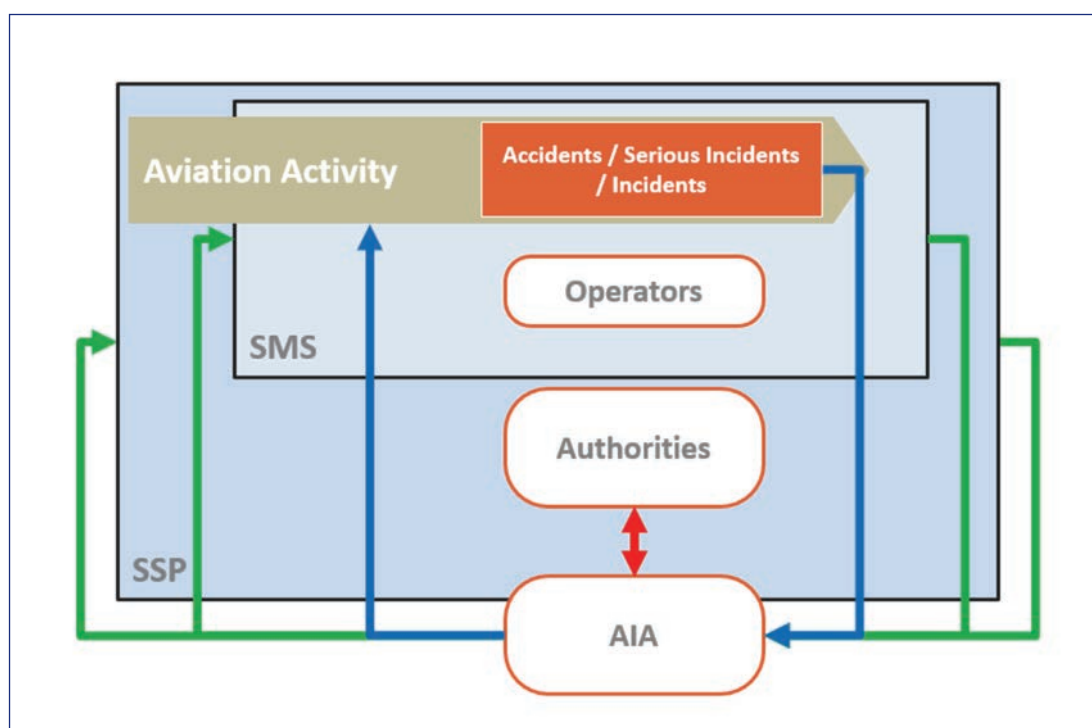 Aviation Activity
Accidents / Serious Incidents
/ Incidents
Operators
SMS
Authorities
SSP
AIA